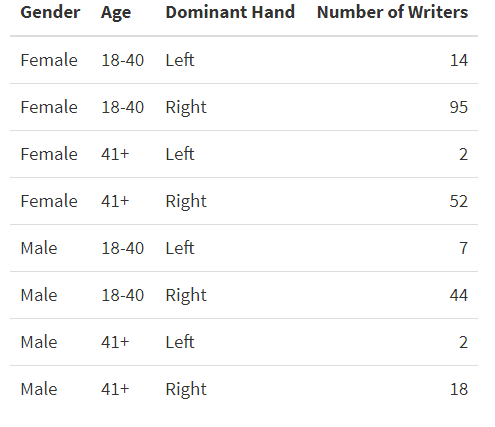 Gender Age Dominant Hand Number of Writers
Female 18-40 Left 14
Female 18-40 Right 95
Female 41+ Left 2
Female 41+ Right 52
Male 18-40 Left 7
Male 18-40 Right 44
Male 41+ Left 2
Male 41+ Right 18